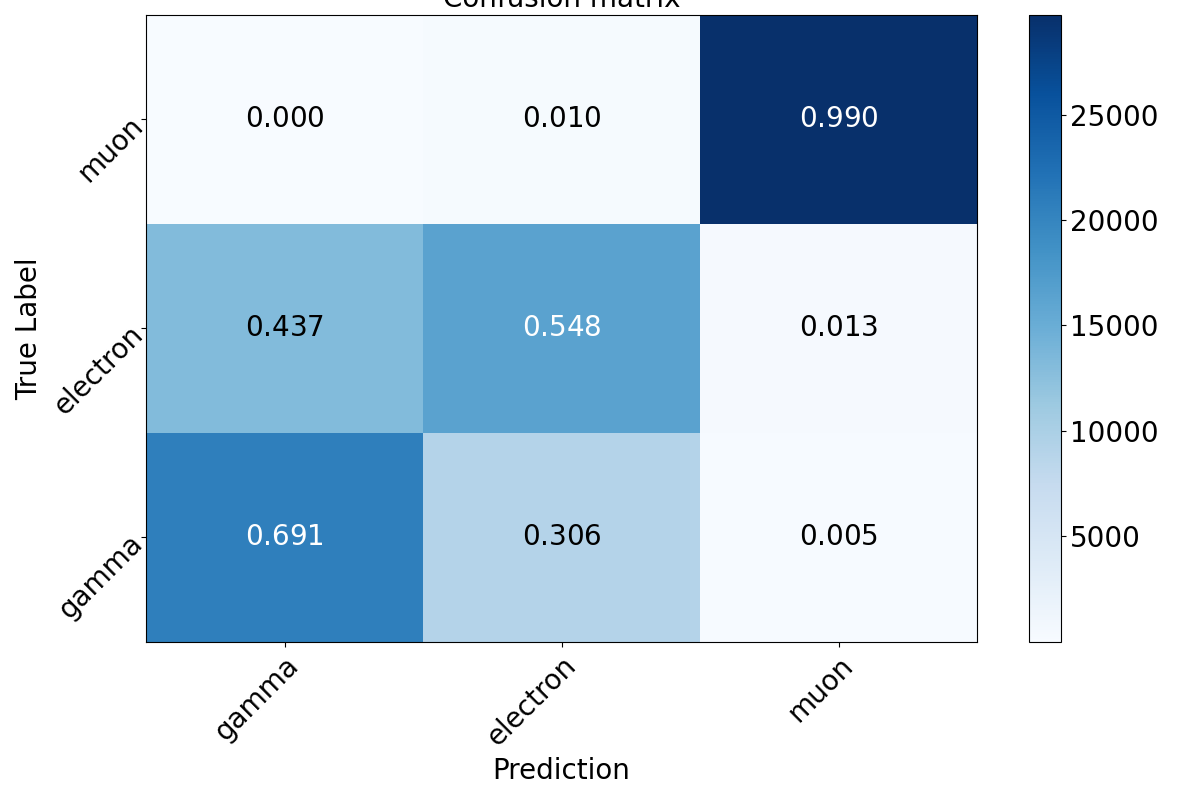 Confusion matrix
0.000 0.010 0.990
0.437 0.548 0.013
0.691 0.306 0.005
muon
electron
gamma
True Label
gamma electron muon
Prediction
25000
20000
15000
10000
5000